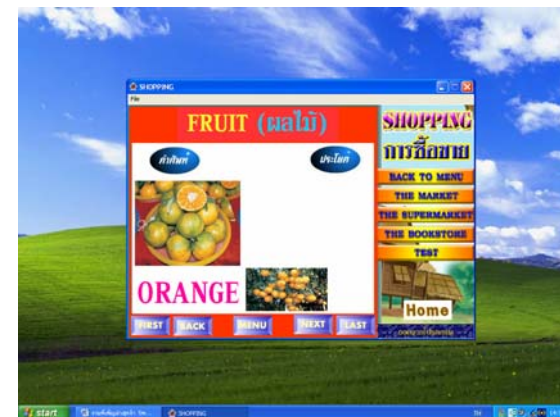 SHOPPING
File
FRUIT (ผลไม้)
คำศัพท์
ประโยค
ORANGE
FIRST
BACK
MENU
NEXT
LAST
SHOPPING
การซื้อขาย
BACK TO MENU
THE MARKET
THE SUPERMARKET
THE BOOKSTORE
TEST
Home
start
SHOPPING
TH